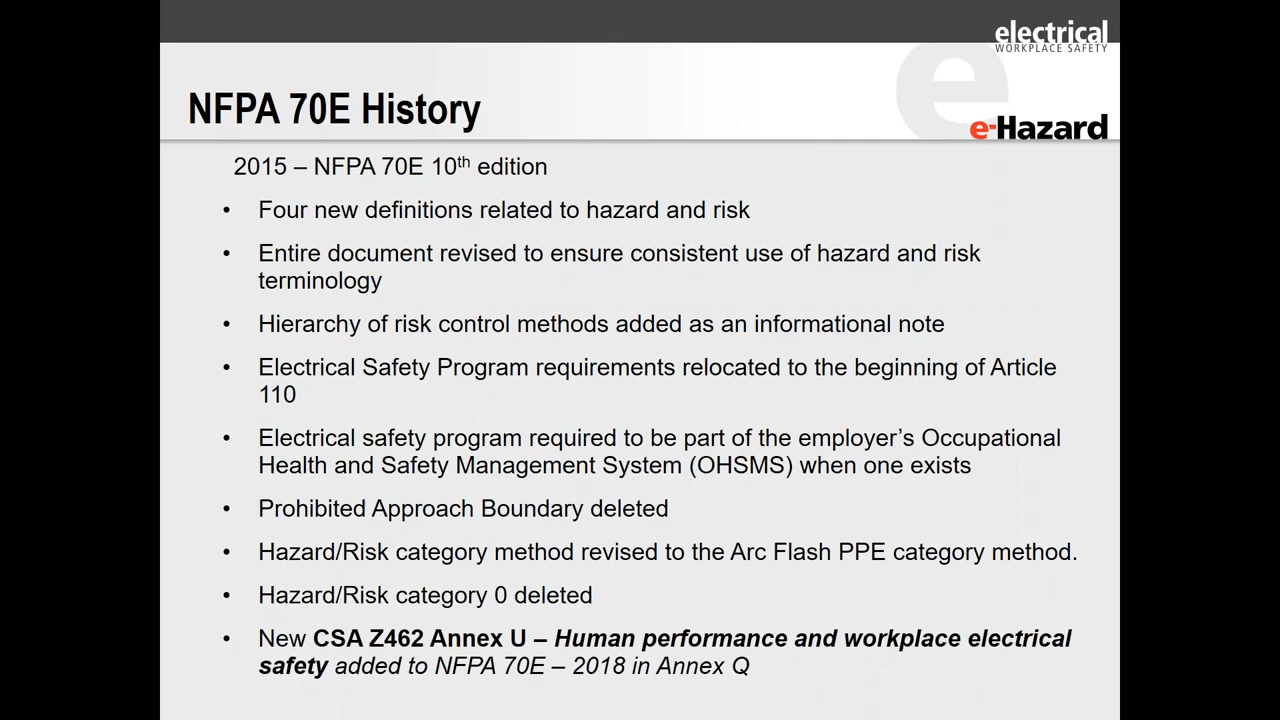 electrical
WORKPLACE SAFETY
NFPA 70E History
e-Hazard
2015 – NFPA 70E 10th edition
• Four new definitions related to hazard and risk
• Entire document revised to ensure consistent use of hazard and risk
terminology
• Hierarchy of risk control methods added as an informational note
• Electrical Safety Program requirements relocated to the beginning of Article
110
• Electrical safety program required to be part of the employer’s Occupational
Health and Safety Management System (OHSMS) when one exists
• Prohibited Approach Boundary deleted
• Hazard/Risk category method revised to the Arc Flash PPE category method.
• Hazard/Risk category 0 deleted
• New CSA Z462 Annex U – Human performance and workplace electrical
safety added to NFPA 70E – 2018 in Annex Q